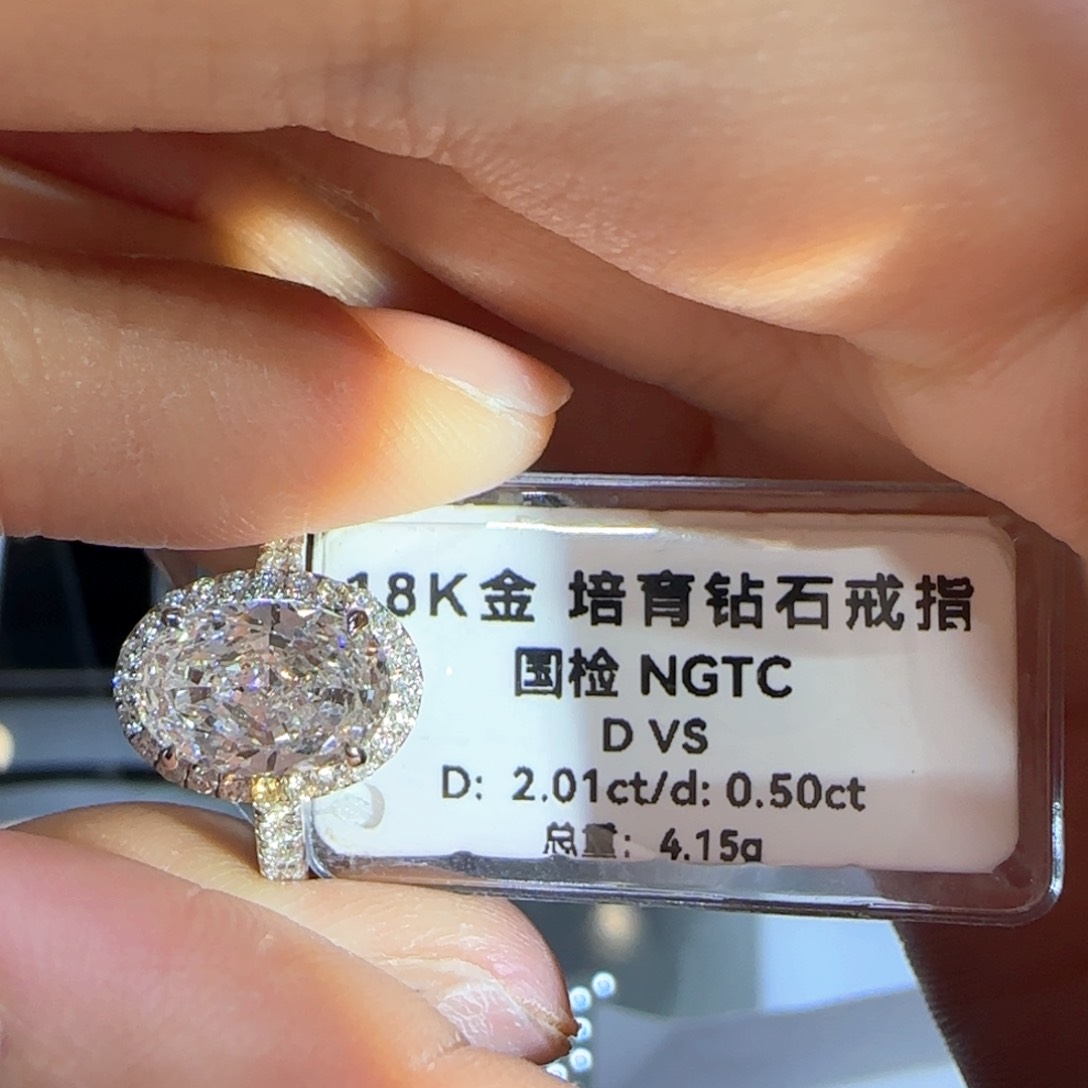 18K金 培育钻石戒指
国检 NGTC
D VS
D: 2.01ct/d: 0.50ct
总重: 4.15g